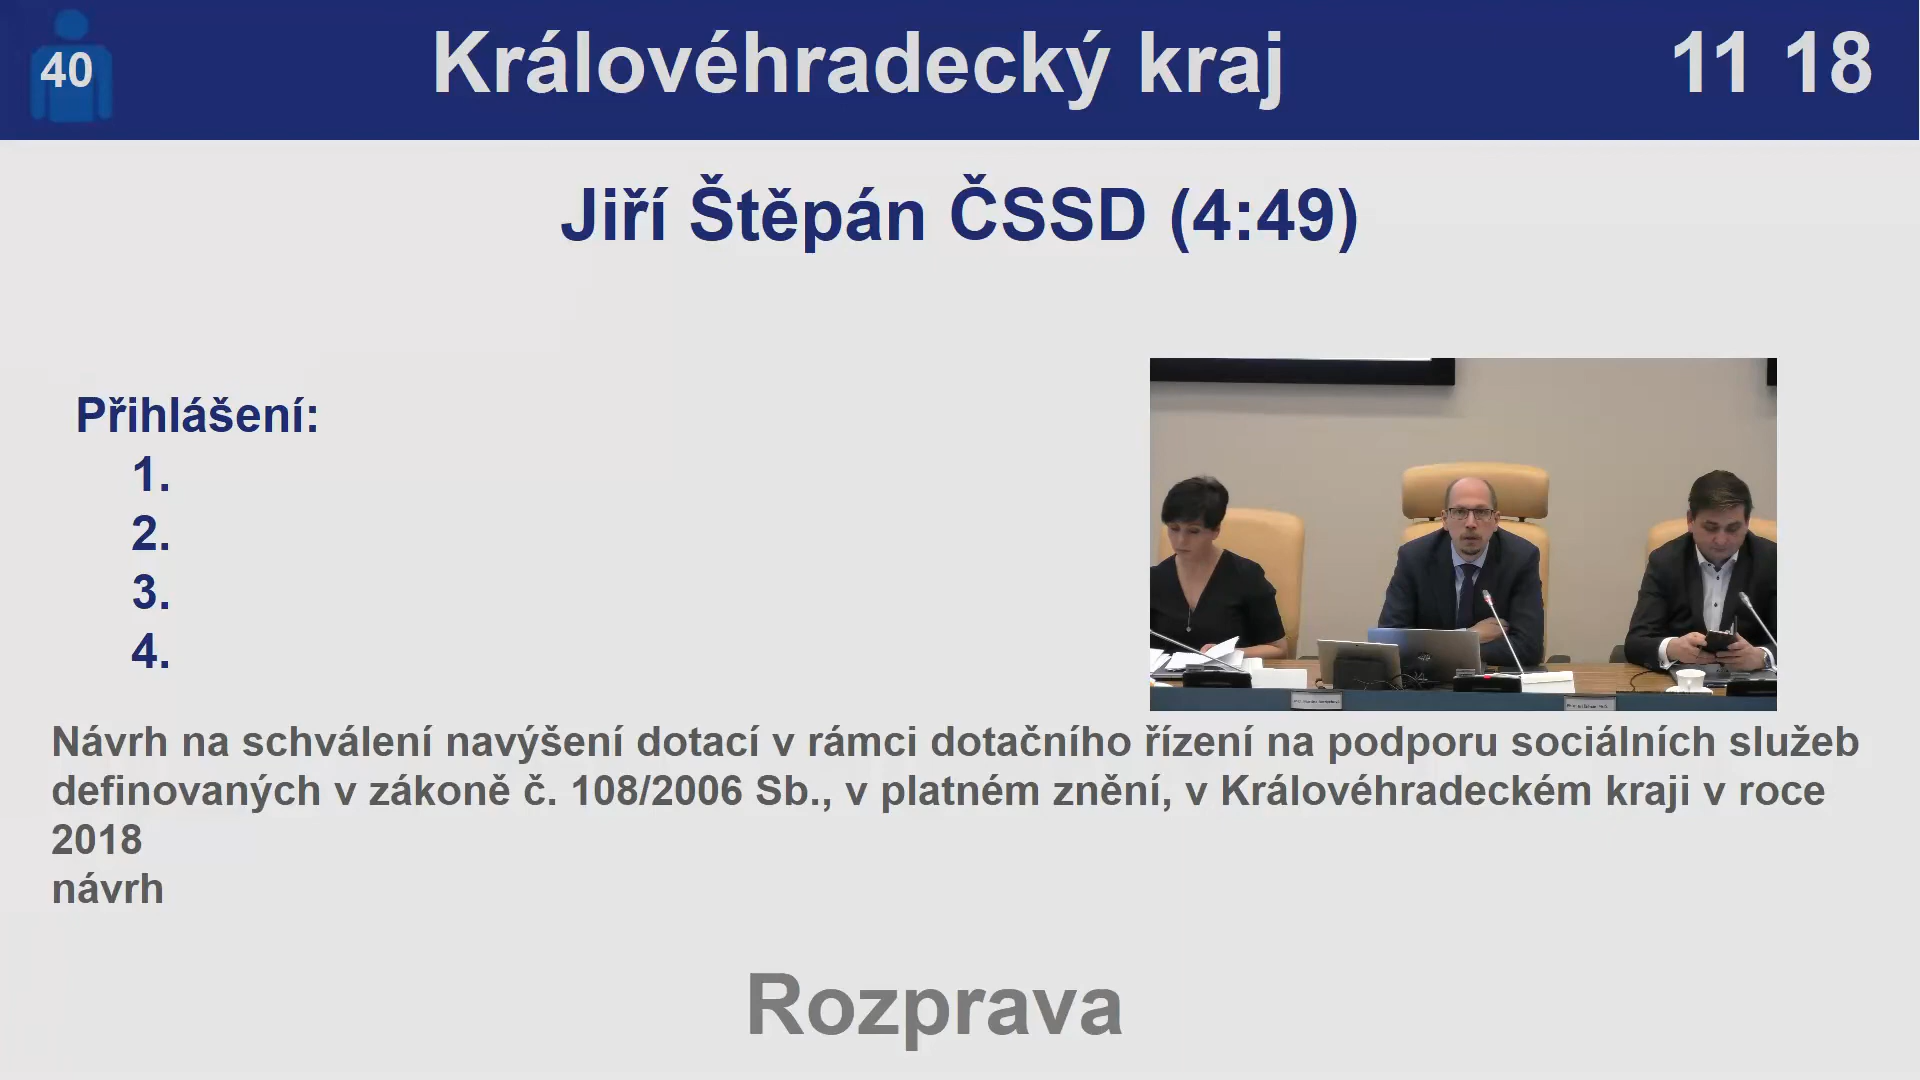 40
Královéhradecký kraj
11 18
Jiří Štěpán ČSSD (4:49)
Přihlášení:
1.
2.
3.
4.
Návrh na schválení navýšení dotací v rámci dotačního řízení na podporu sociálních služeb
definovaných v zákoně č. 108/2006 Sb., v platném znění, v Královéhradeckém kraji v roce
2018
návrh
Rozprava